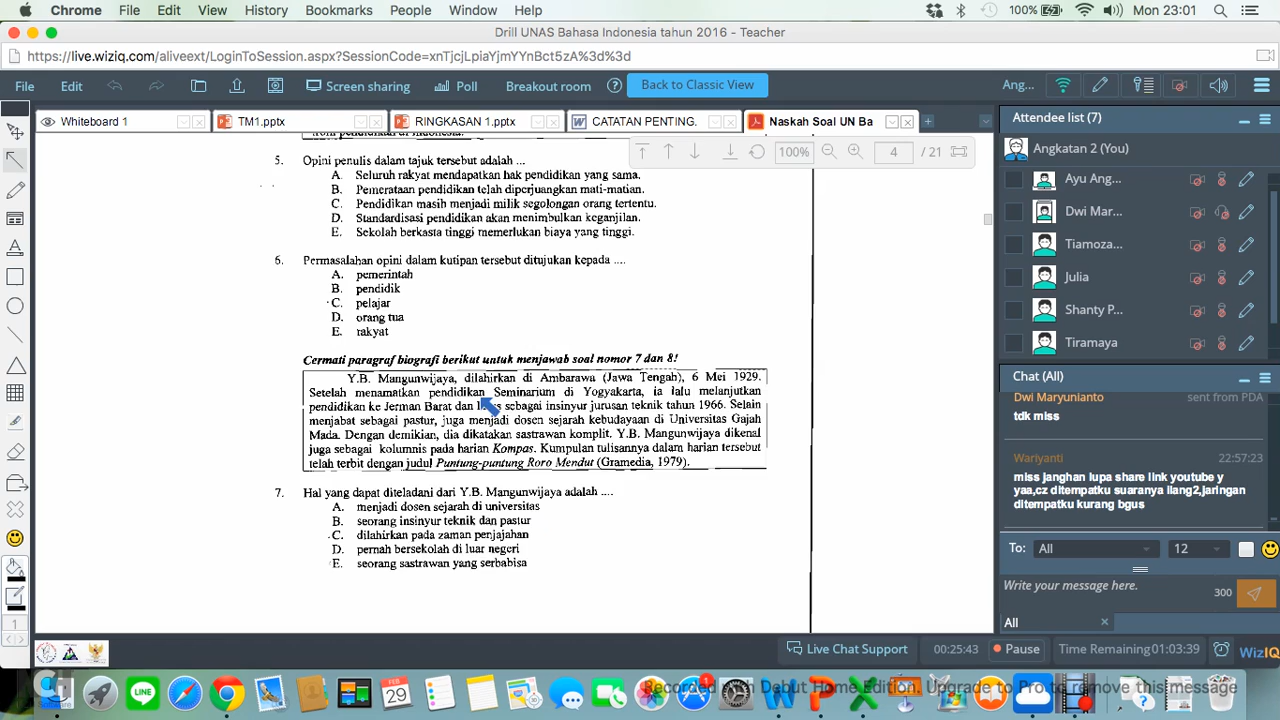 Chrome File Edit View History Bookmarks People Window Help 100% Mon 23:01
Drill UNAS Bahasa Indonesia tahun 2016 - Teacher
https://live.wiziq.com/aliveext/LoginToSession.aspx?SessionCode=xnTjcjLpiaYjmYYnBct5zA%3d%3d
File Edit Screen sharing Poll Breakout room Back to Classic View Ang...
Whiteboard 1 TM1.pptx RINGKASAN 1.pptx CATATAN PENTING. Naskah Soal UN Ba
Attendee list (7)
100% 4 / 21
Angkatan 2 (You)
Ayu Ang...
Dwi Mar...
Tiamoza...
Julia
Shanty P...
Tiramaya
5. Opini penulis dalam tajuk tersebut adalah ...
A. Seluruh rakyat mendapatkan hak pendidikan yang sama.
B. Pemerataan pendidikan telah diperjuangkan mati-matian.
C. Pendidikan masih menjadi milik segolongan orang tertentu.
D. Standardisasi pendidikan akan menimbulkan keganjilan.
E. Sekolah berkasta tinggi memerlukan biaya yang tinggi.
6. Permasalahan opini dalam kutipan tersebut ditujukan kepada ....
A. pemerintah
B. pendidik
C. pelajar
D. orang tua
E. rakyat
Cermati paragraf biografi berikut untuk menjawab soal nomor 7 dan 8!
Y.B. Mangunwijaya, dilahirkan di Ambarawa (Jawa Tengah), 6 Mei 1929.
Setelah menamatkan pendidikan Seminarium di Yogyakarta, ia lalu melanjutkan
pendidikan ke Jerman Barat dan sebagai insinyur jurusan teknik tahun 1966. Selain
menjabat sebagai pastur, juga menjadi dosen sejarah kebudayaan di Universitas Gajah
Mada. Dengan demikian, dia dikatakan sastrawan komplit. Y.B. Mangunwijaya dikenal
juga sebagai kolumnis pada harian Kompas. Kumpulan tulisannya dalam harian tersebut
telah terbit dengan judul Puntung-puntung Roro Mendut (Gramedia, 1979).
7. Hal yang dapat diteladani dari Y.B. Mangunwijaya adalah ....
A. menjadi dosen sejarah di universitas
B. seorang insinyur teknik dan pastur
C. dilahirkan pada zaman penjajahan
D. pernah bersekolah di luar negeri
E. seorang sastrawan yang serbabisa
Chat (All)
Dwi Maryunianto sent from PDA
tdk miss
Wariyanti 22:57:23
miss janghan lupa share link youtube y
yaa,cz ditempatku suaranya liang2,jaringan
ditempatku kurang bgus
To: All 12
Write your message here. 300
All
1
Live Chat Support 00:25:43 Pause Time Remaining 01:03:39 WizIQ
LINE FEB 29
Recorded with Debut Home Edition. Upgrade to Pro to remove this message